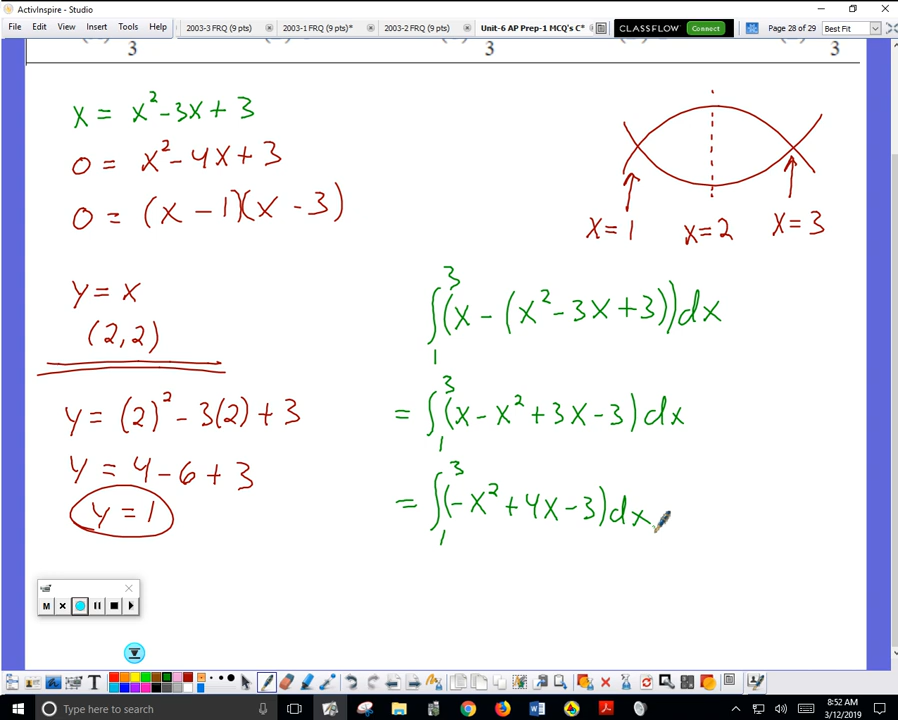 ActivInspire - Studio
File Edit View Insert Tools Help 2003-3 FRQ (9 pts) 2003-1 FRQ (9 pts)* 2003-2 FRQ (9 pts) Unit-6 AP Prep-1 MCQ's C* CLASSFLOW Connect Page 28 of 29 Best Fit
3 3 3
x = x² - 3x + 3
0 = x² - 4x + 3
0 = (x - 1)(x - 3)
x = 1 x = 2 x = 3
y = x
(2,2)
y = (2)² - 3(2) + 3
y = 4 - 6 + 3
y = 1
∫₁³ (x - (x² - 3x + 3)) dx
= ∫₁³ (x - x² + 3x - 3) dx
= ∫₁³ (-x² + 4x - 3) dx
M
T
Type here to search
8:52 AM
3/12/2019